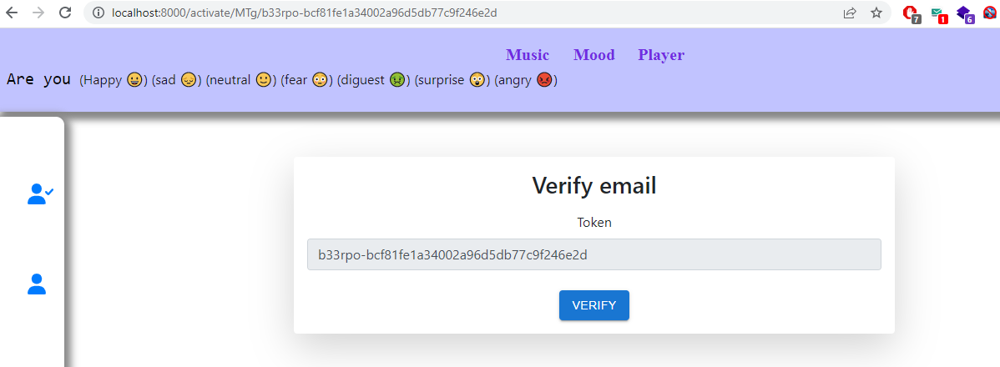 localhost:8000/activate/MTg/b33rpo-bcf81fe1a34002a96d5db77c9f246e2d
7
1
6
Music Mood Player
Are you (Happy 😀) (sad 😔) (neutral 🙂) (fear 😳) (diguest 🤢) (surprise 😲) (angry 😡)
Verify email
Token
b33rpo-bcf81fe1a34002a96d5db77c9f246e2d
VERIFY